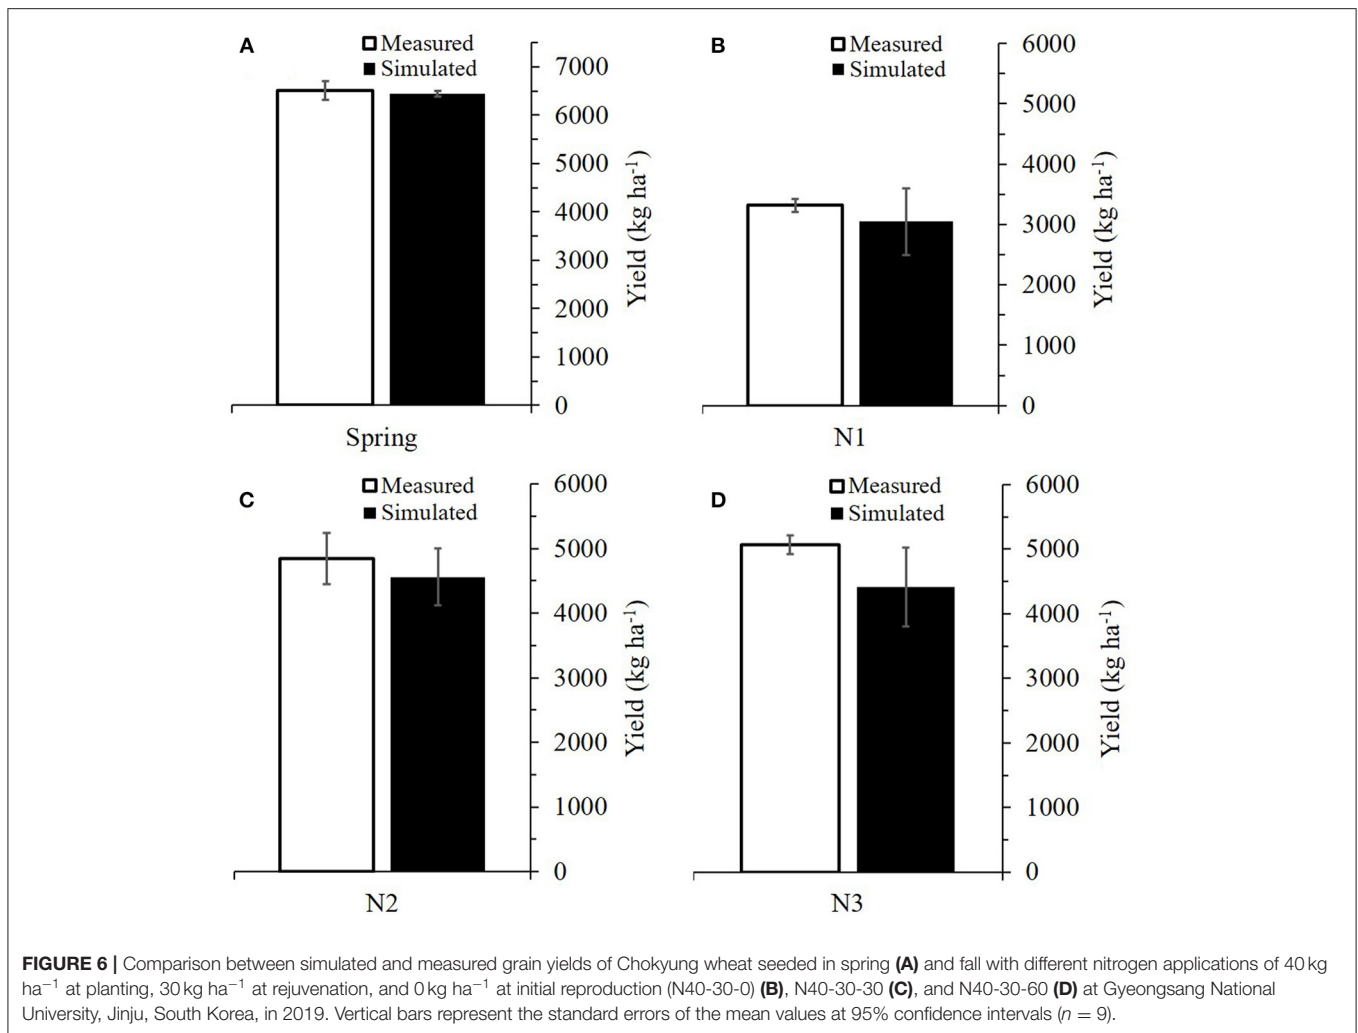 A
Measured
Simulated
7000
6000
5000
4000
3000
2000
1000
0
Yield (kg ha-1)
Spring
B
Measured
Simulated
6000
5000
4000
3000
2000
1000
0
Yield (kg ha-1)
N1
C
Measured
Simulated
6000
5000
4000
3000
2000
1000
0
Yield (kg ha-1)
N2
D
Measured
Simulated
6000
5000
4000
3000
2000
1000
0
Yield (kg ha-1)
N3
FIGURE 6 | Comparison between simulated and measured grain yields of Chokyung wheat seeded in spring (A) and fall with different nitrogen applications of 40 kg
ha−1 at planting, 30 kg ha−1 at rejuvenation, and 0 kg ha−1 at initial reproduction (N40-30-0) (B), N40-30-30 (C), and N40-30-60 (D) at Gyeongsang National
University, Jinju, South Korea, in 2019. Vertical bars represent the standard errors of the mean values at 95% confidence intervals (n = 9).